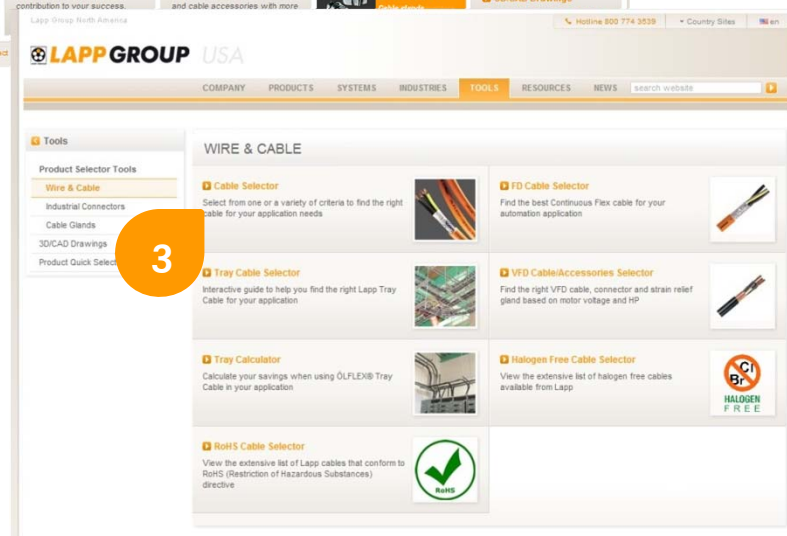 contribution to your success.
and cable accessories with more
Cable glands
Lapp Group North America
Hotline 800 774 3539
Country Sites
en
LAPP GROUP USA
COMPANY PRODUCTS SYSTEMS INDUSTRIES TOOLS RESOURCES NEWS search website
Tools
Product Selector Tools
Wire & Cable
Industrial Connectors
Cable Glands
3D/CAD Drawings
Product Quick Select
3
WIRE & CABLE
Cable Selector
Select from one or a variety of criteria to find the right
cable for your application needs
FD Cable Selector
Find the best Continuous Flex cable for your
automation application
Tray Cable Selector
Interactive guide to help you find the right Lapp Tray
Cable for your application
VFD Cable/Accessories Selector
Find the right VFD cable, connector and strain relief
gland based on motor voltage and HP
Tray Calculator
Calculate your savings when using ÖLFLEX® Tray
Cable in your application
Halogen Free Cable Selector
View the extensive list of halogen free cables
available from Lapp
Cl
Br
HALOGEN
FREE
RoHS Cable Selector
View the extensive list of Lapp cables that conform to
RoHS (Restriction of Hazardous Substances)
directive
RoHS